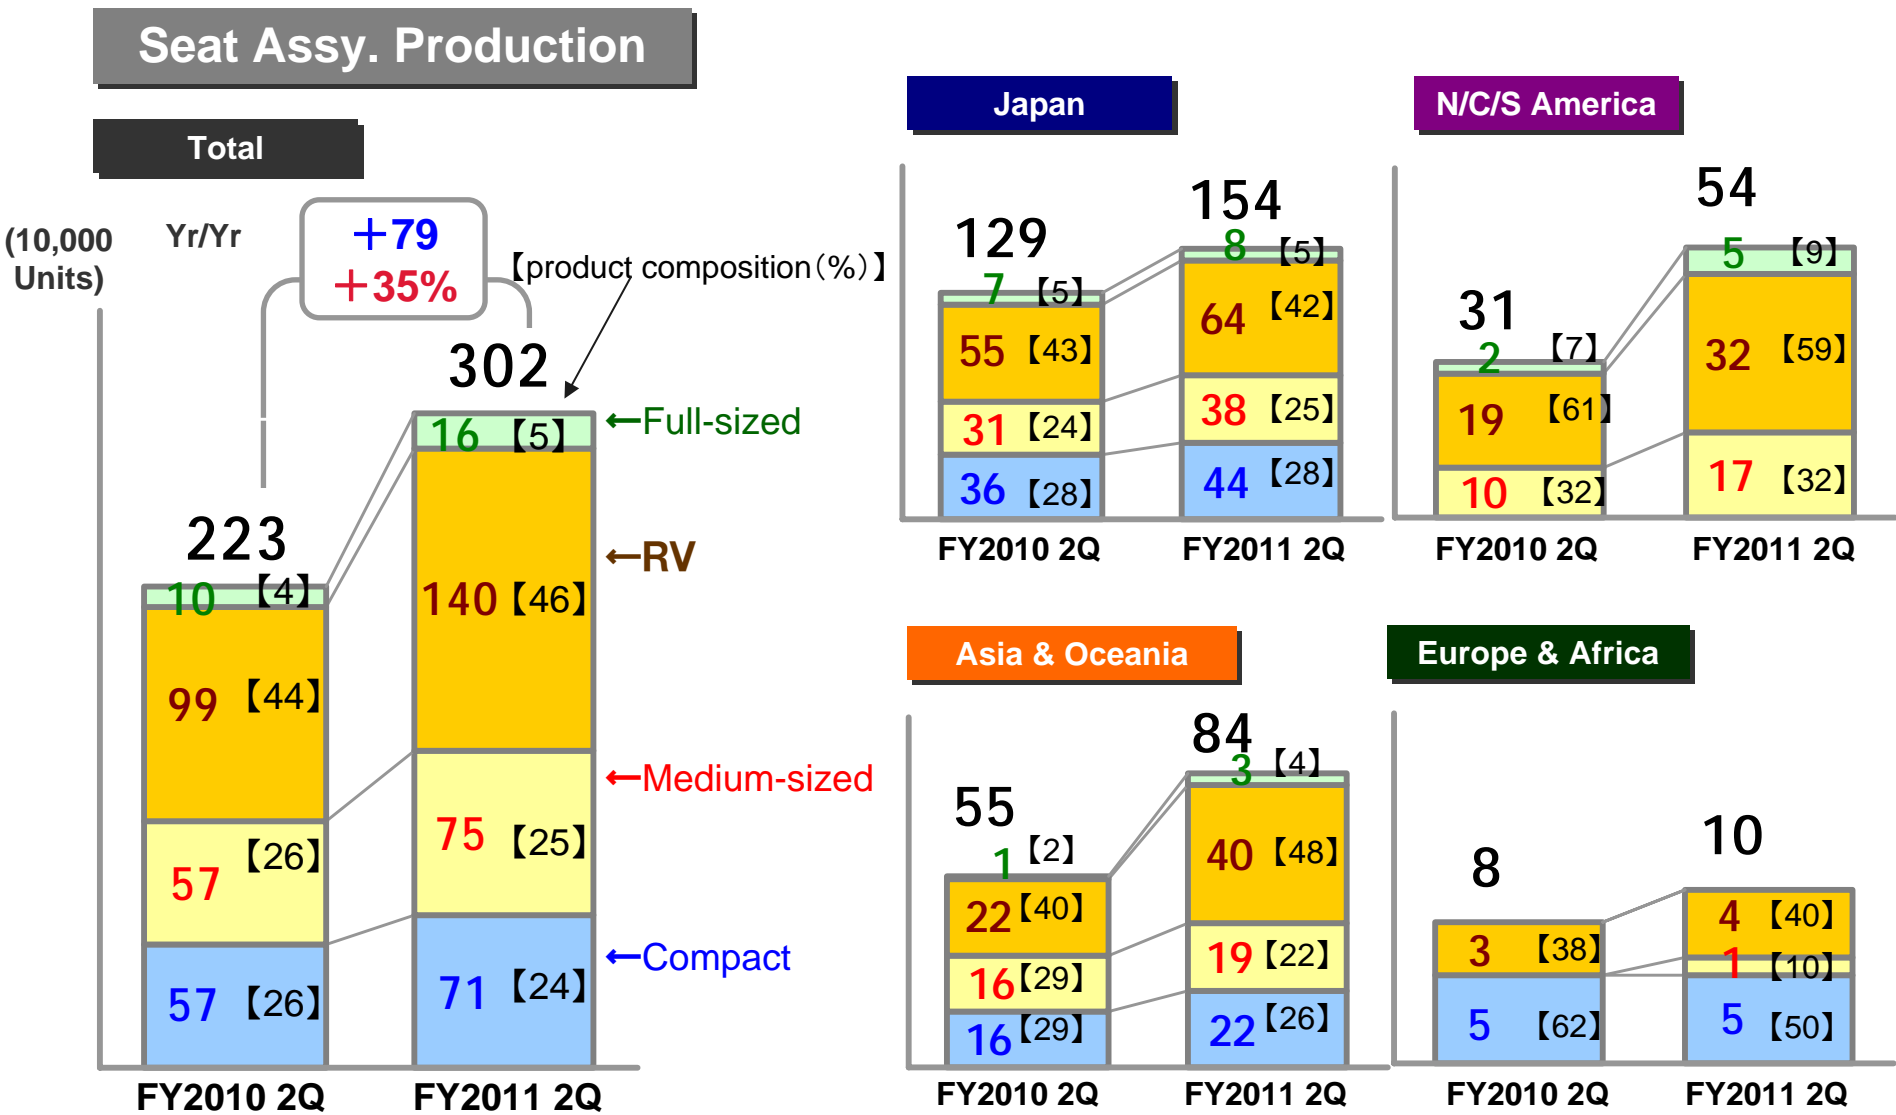 Seat Assy. Production
Total
(10,000
Units)
Yr/Yr
＋79
＋35%
【product composition(%)】
302
16 【5】
140 【46】
75 【25】
71 【24】
223
10 【4】
99 【44】
57 【26】
57 【26】
←Full-sized
←RV
←Medium-sized
←Compact
FY2010 2Q
FY2011 2Q
Japan
129
7 【5】
55 【43】
31 【24】
36 【28】
154
8 【5】
64 【42】
38 【25】
44 【28】
FY2010 2Q
FY2011 2Q
N/C/S America
31
2 【7】
19 【61】
10 【32】
54
5 【9】
32 【59】
17 【32】
FY2010 2Q
FY2011 2Q
Asia & Oceania
55
1 【2】
22 【40】
16 【29】
16 【29】
84
3 【4】
40 【48】
19 【22】
22 【26】
FY2010 2Q
FY2011 2Q
Europe & Africa
8
3 【38】
5 【62】
10
4 【40】
1 【10】
5 【50】
FY2010 2Q
FY2011 2Q